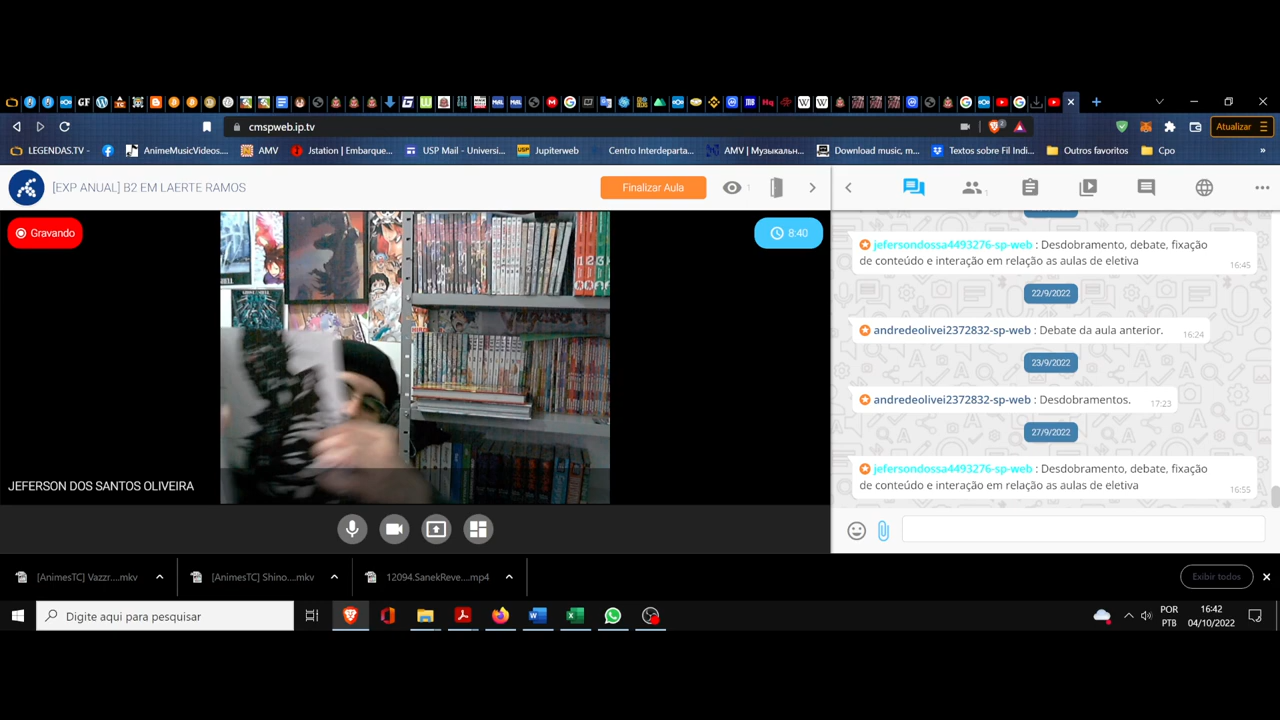 cmspweb.ip.tv
Atualizar
LEGENDAS.TV -
AnimeMusicVideos...
AMV
Jstation | Embarque...
USP Mail - Universi...
Jupiterweb
Centro Interdeparta...
AMV | Музыкальн...
Download music, m...
Textos sobre Fil Indi...
Outros favoritos
Cpo
[EXP ANUAL] B2 EM LAERTE RAMOS
Finalizar Aula
1
1
Gravando
8:40
JEFERSON DOS SANTOS OLIVEIRA
jefersondossa4493276-sp-web : Desdobramento, debate, fixação
de conteúdo e interação em relação as aulas de eletiva
16:45
22/9/2022
andredeolivei2372832-sp-web : Debate da aula anterior.
16:24
23/9/2022
andredeolivei2372832-sp-web : Desdobramentos.
17:23
27/9/2022
jefersondossa4493276-sp-web : Desdobramento, debate, fixação
de conteúdo e interação em relação as aulas de eletiva
16:55
[AnimesTC] Vazzr....mkv
[AnimesTC] Shino....mkv
12094.SanekReve....mp4
Exibir todos
Digite aqui para pesquisar
POR
PTB
16:42
04/10/2022